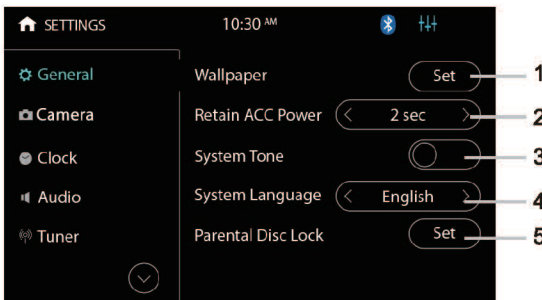 SETTINGS 10:30 AM
General
Wallpaper Set 1
Camera
Retain ACC Power 2 sec 2
Clock
System Tone 3
Audio
System Language English 4
Tuner
Parental Disc Lock Set 5